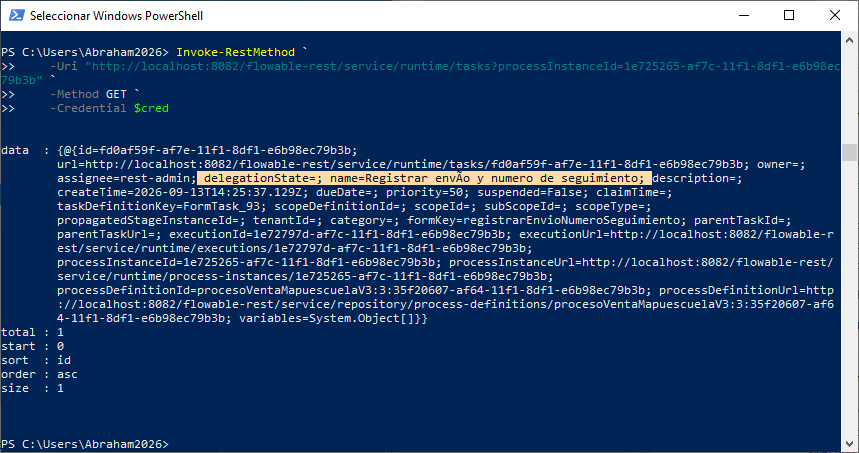 Seleccionar Windows PowerShell
PS C:\Users\Abraham2026> Invoke-RestMethod `
>>     -Uri "http://localhost:8082/flowable-rest/service/runtime/tasks?processInstanceId=1e725265-af7c-11f1-8df1-e6b98ec
79b3b" `
>>     -Method GET `
>>     -Credential $cred
data  : {@{id=fd0af59f-af7e-11f1-8df1-e6b98ec79b3b;
url=http://localhost:8082/flowable-rest/service/runtime/tasks/fd0af59f-af7e-11f1-8df1-e6b98ec79b3b; owner=;
assignee=rest-admin; delegationState=; name=Registrar envÃo y numero de seguimiento; description=;
createTime=2026-09-13T14:25:37.129Z; dueDate=; priority=50; suspended=False; claimTime=;
taskDefinitionKey=FormTask_93; scopeDefinitionId=; scopeId=; subScopeId=; scopeType=;
propagatedStageInstanceId=; tenantId=; category=; formKey=registrarEnvioNumeroSeguimiento; parentTaskId=;
parentTaskUrl=; executionId=1e72797d-af7c-11f1-8df1-e6b98ec79b3b; executionUrl=http://localhost:8082/flowable-r
est/service/runtime/executions/1e72797d-af7c-11f1-8df1-e6b98ec79b3b;
processInstanceId=1e725265-af7c-11f1-8df1-e6b98ec79b3b; processInstanceUrl=http://localhost:8082/flowable-rest/
service/runtime/process-instances/1e725265-af7c-11f1-8df1-e6b98ec79b3b;
processDefinitionId=procesoVentaMapuescuelaV3:3:35f20607-af64-11f1-8df1-e6b98ec79b3b; processDefinitionUrl=http
://localhost:8082/flowable-rest/service/repository/process-definitions/procesoVentaMapuescuelaV3:3:35f20607-af6
4-11f1-8df1-e6b98ec79b3b; variables=System.Object[]}}
total : 1
start : 0
sort  : id
order : asc
size  : 1
PS C:\Users\Abraham2026>